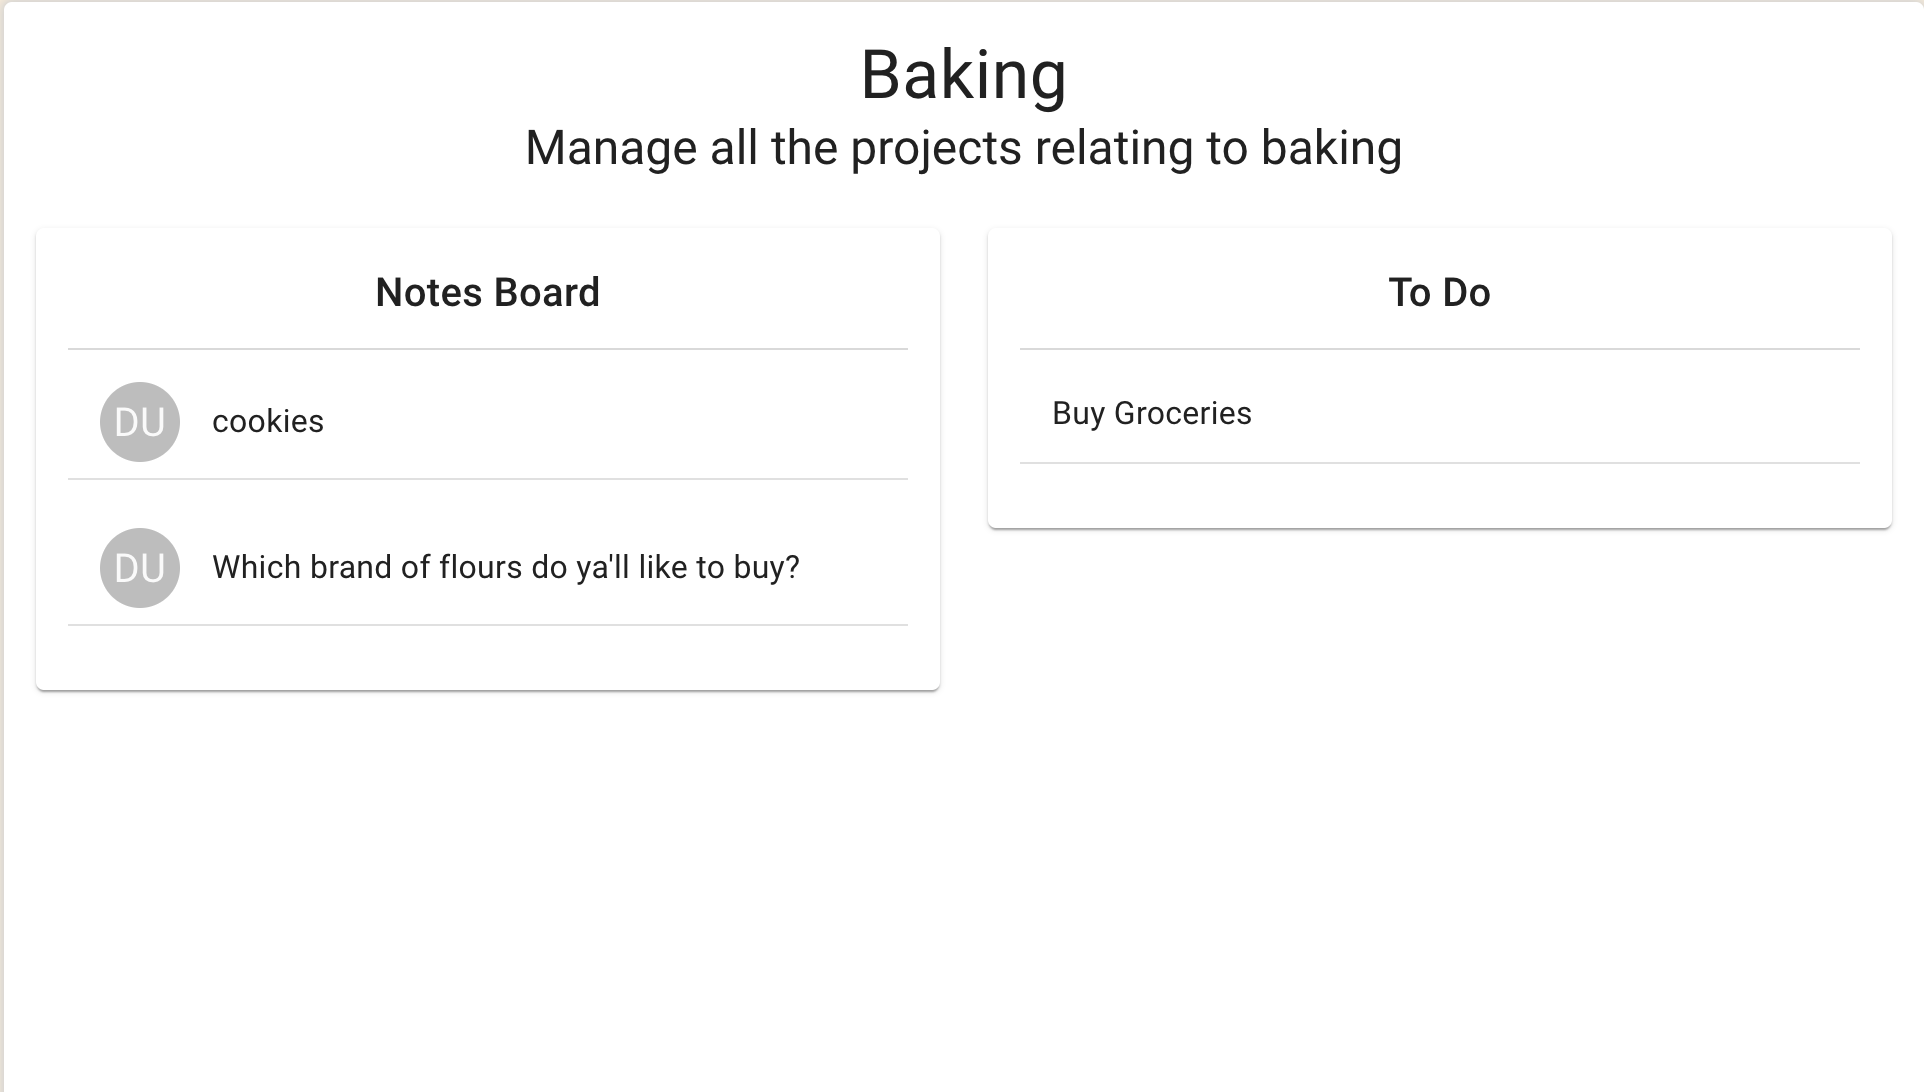 Baking
Manage all the projects relating to baking
Notes Board
DU cookies
DU Which brand of flours do ya'll like to buy?
To Do
Buy Groceries